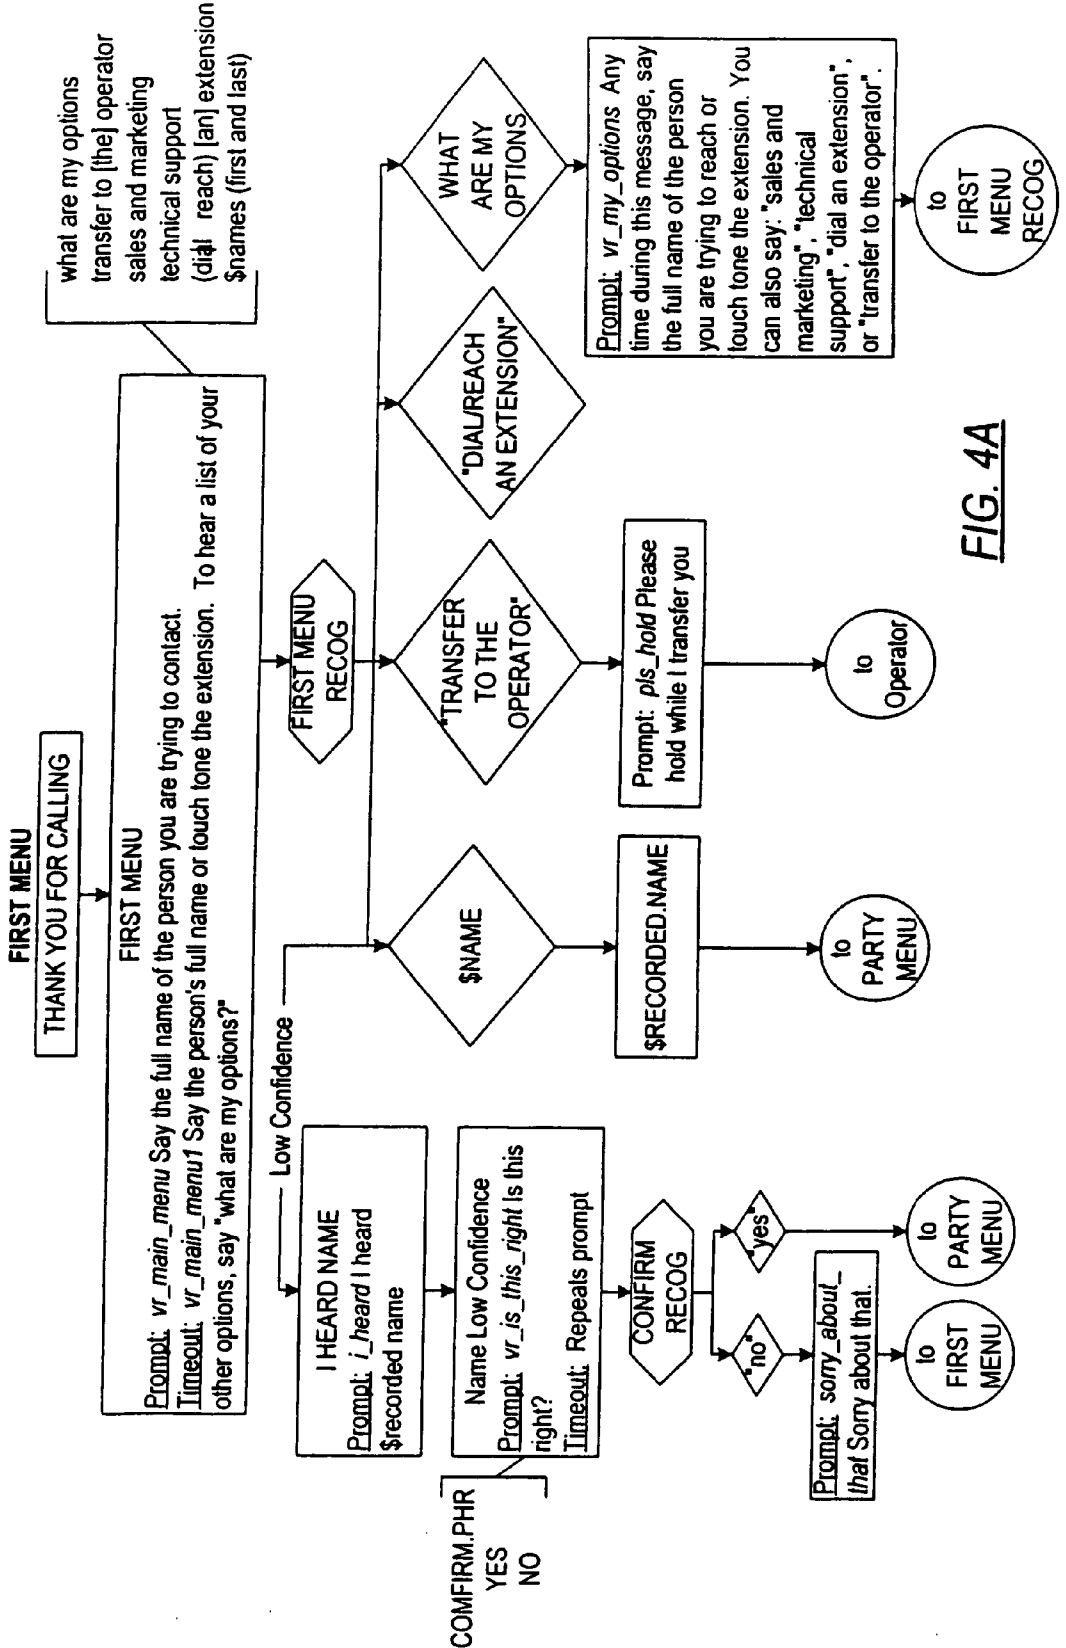 FIRST MENU
THANK YOU FOR CALLING
what are my options
transfer to [the] operator
sales and marketing
technical support
(dial reach) [an] extension
$names (first and last)
FIRST MENU
Prompt: vr_main_menu Say the full name of the person you are trying to contact.
Timeout: vr_main_menu1 Say the person's full name or touch tone the extension. To hear a list of your
other options, say "what are my options?"
FIRST MENU
RECOG
Low Confidence
I HEARD NAME
Prompt: i_heard I heard
$recorded name
$NAME
"TRANSFER
TO THE
OPERATOR"
"DIAL/REACH
AN EXTENSION"
WHAT
ARE MY
OPTIONS
COMFIRM.PHR
YES
NO
Name Low Confidence
Prompt: vr_is_this_right Is this
right?
Timeout: Repeats prompt
$RECORDED.NAME
Prompt: pls_hold Please
hold while I transfer you
Prompt: vr_my_options Any
time during this message, say
the full name of the person
you are trying to reach or
touch tone the extension. You
can also say: "sales and
marketing", "technical
support", "dial an extension",
or "transfer to the operator".
CONFIRM
RECOG
"no"
"yes"
Prompt: sorry_about_
that Sorry about that.
to
FIRST
MENU
to
PARTY
MENU
to
PARTY
MENU
to
Operator
to
FIRST
MENU
RECOG
FIG. 4A